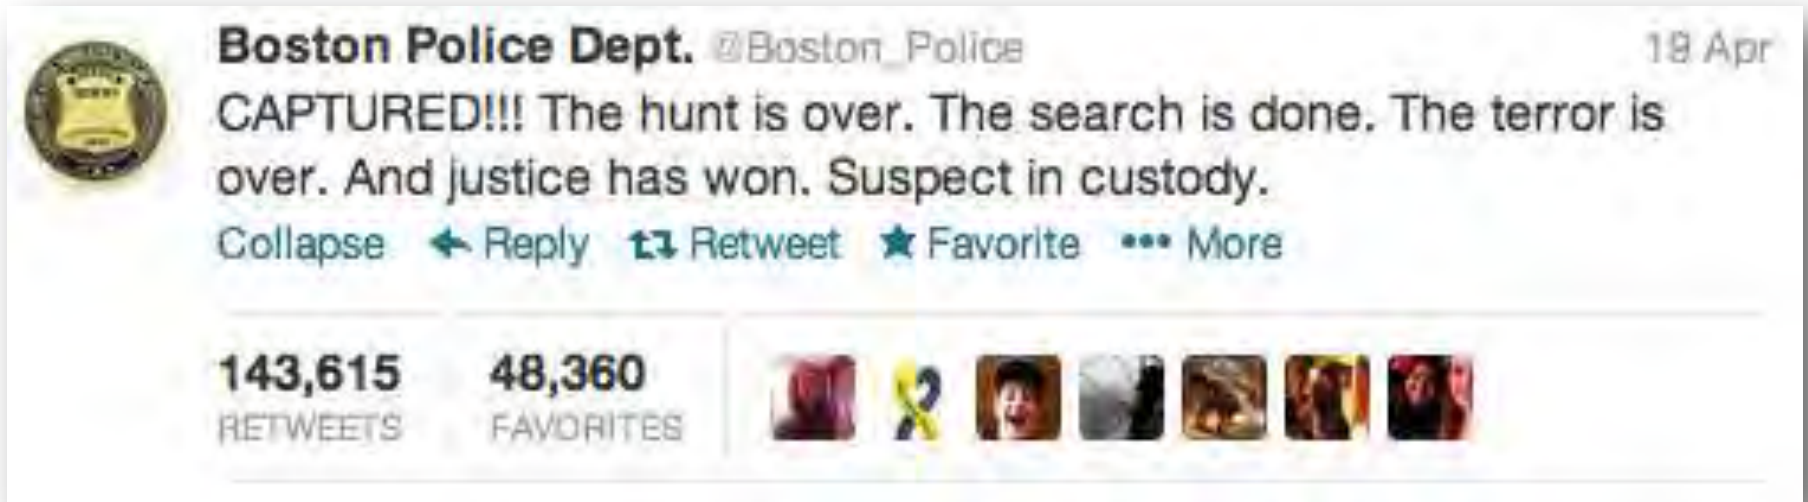 Boston Police Dept. @Boston_Police 19 Apr
CAPTURED!!! The hunt is over. The search is done. The terror is
over. And justice has won. Suspect in custody.
Collapse Reply Retweet Favorite More
143,615 48,360
RETWEETS FAVORITES